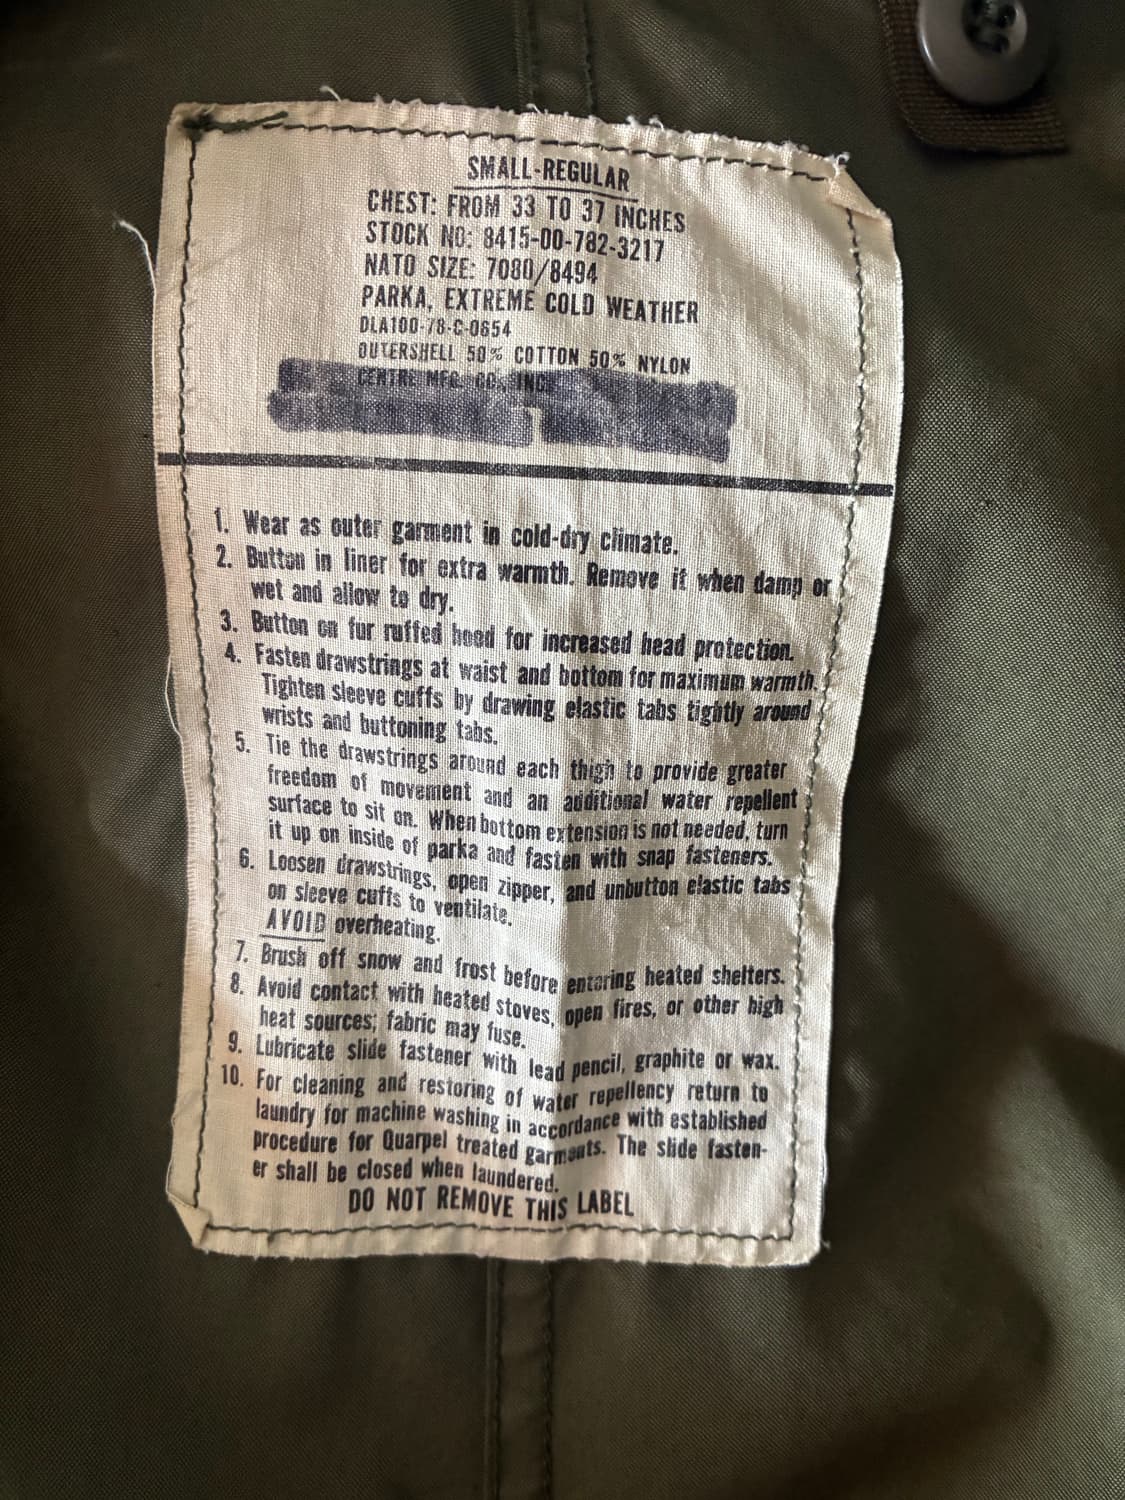 SMALL-REGULAR
CHEST: FROM 33 TO 37 INCHES
STOCK NO: 8415-00-782-3217
NATO SIZE: 7080/8494
PARKA, EXTREME COLD WEATHER
DLA100-78-C-0654
OUTERSHELL 50% COTTON 50% NYLON
CENTRE MFG. CO., INC.
1. Wear as outer garment in cold-dry climate.
2. Button in liner for extra warmth. Remove it when damp or
wet and allow to dry.
3. Button on fur ruffed hood for increased head protection.
4. Fasten drawstrings at waist and bottom for maximum warmth.
Tighten sleeve cuffs by drawing elastic tabs tightly around
wrists and buttoning tabs.
5. Tie the drawstrings around each thigh to provide greater
freedom of movement and an additional water repellent
surface to sit on. When bottom extension is not needed, turn
it up on inside of parka and fasten with snap fasteners.
6. Loosen drawstrings, open zipper, and unbutton elastic tabs
on sleeve cuffs to ventilate.
AVOID overheating.
7. Brush off snow and frost before entering heated shelters.
8. Avoid contact with heated stoves, open fires, or other high
heat sources; fabric may fuse.
9. Lubricate slide fastener with lead pencil, graphite or wax.
10. For cleaning and restoring of water repellency return to
laundry for machine washing in accordance with established
procedure for Quarpel treated garments. The slide fasten-
er shall be closed when laundered.
DO NOT REMOVE THIS LABEL